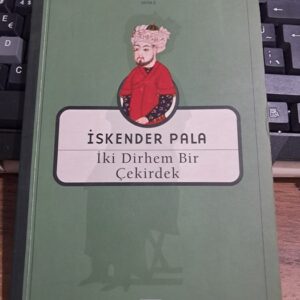 İSKENDER PALA
İki Dirhem Bir
Çekirdek